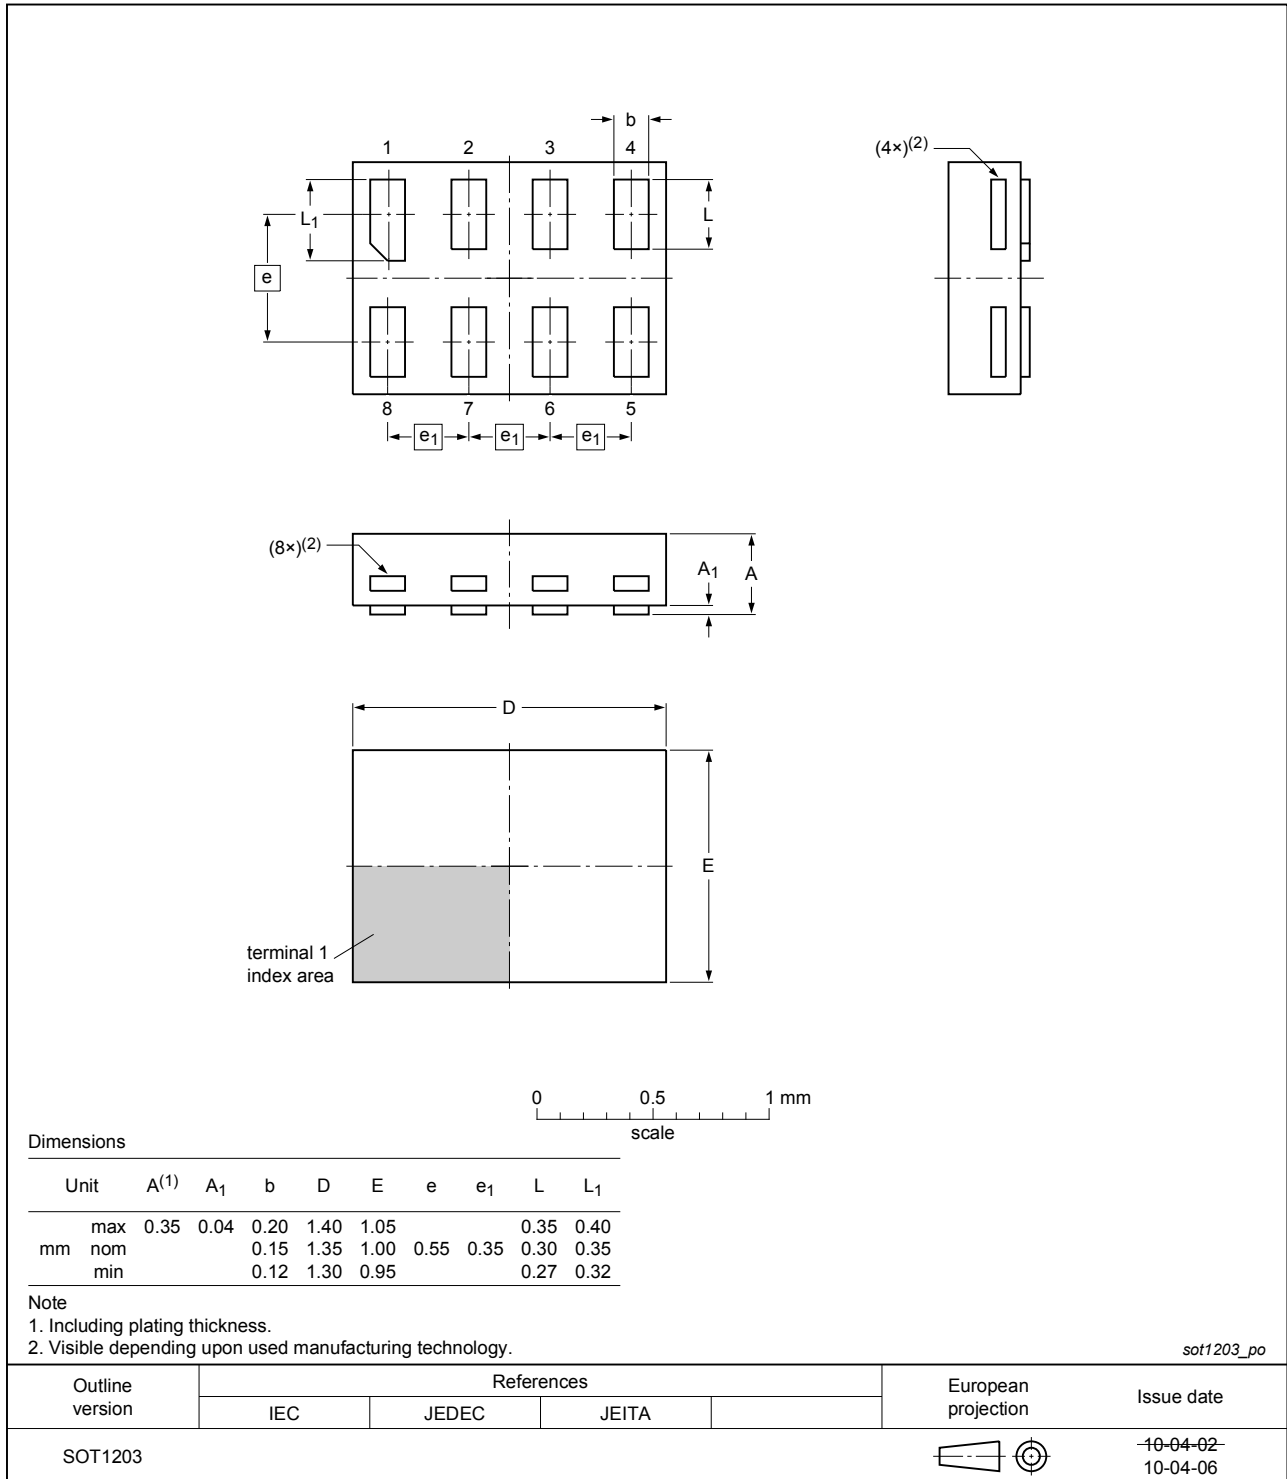 b
1 2 3 4
(4×)(2)
L1
L
e
8 7 6 5
e1 e1 e1
(8×)(2)
A1 A
D
E
terminal 1
index area
0 0.5 1 mm
scale
Dimensions
Unit A(1) A1 b D E e e1 L L1
max 0.35 0.04 0.20 1.40 1.05 0.35 0.40
mm nom 0.15 1.35 1.00 0.55 0.35 0.30 0.35
min 0.12 1.30 0.95 0.27 0.32
Note
1. Including plating thickness.
2. Visible depending upon used manufacturing technology.
sot1203_po
Outline
version
References
IEC JEDEC JEITA
European
projection
Issue date
SOT1203
10-04-02
10-04-06